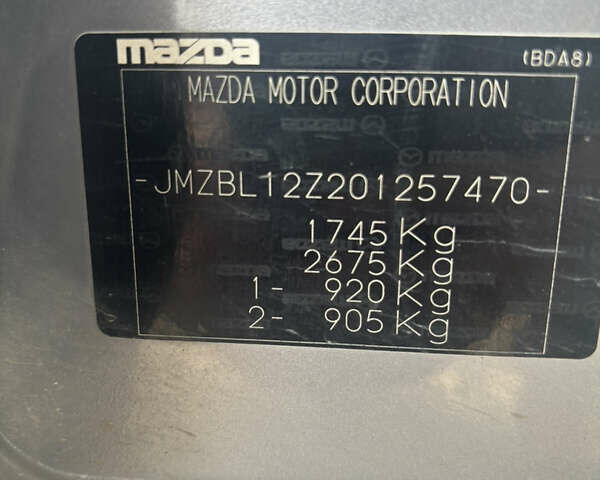 mazda
(BDA8)
MAZDA MOTOR CORPORATION
-JMZBL12Z201257470-
1745 Kg
2675 Kg
1- 920 Kg
2- 905 Kg